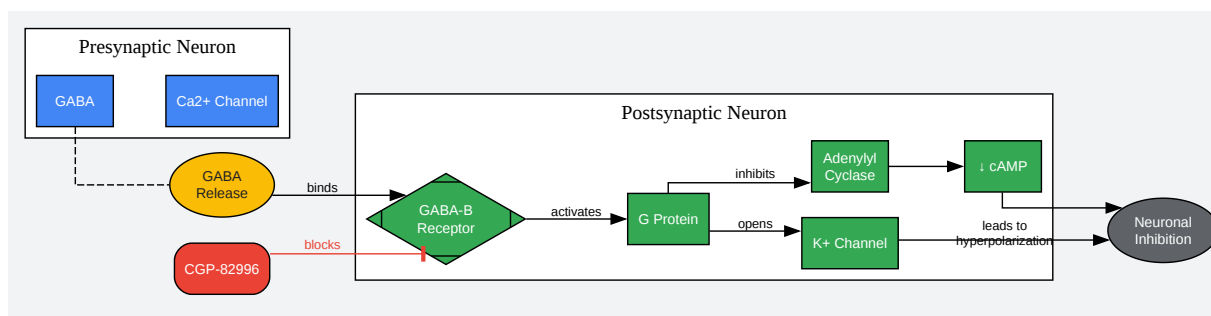 Presynaptic Neuron
GABA
Ca2+ Channel
GABA
Release
CGP-82996
binds
blocks
Postsynaptic Neuron
GABA-B
Receptor
activates
G Protein
inhibits
opens
Adenylyl
Cyclase
K+ Channel
↓ cAMP
leads to
hyperpolarization
Neuronal
Inhibition